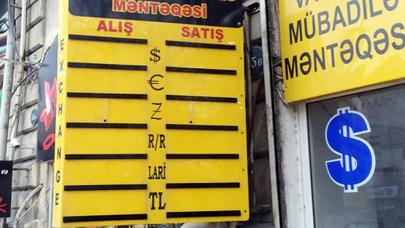 MƏNTƏQƏSİ
ALIŞ SATIŞ
EXCHANGE
$
€
Z
R/R
LARİ
TL
MÜBADİLƏ
MƏNTƏQƏSİ
$